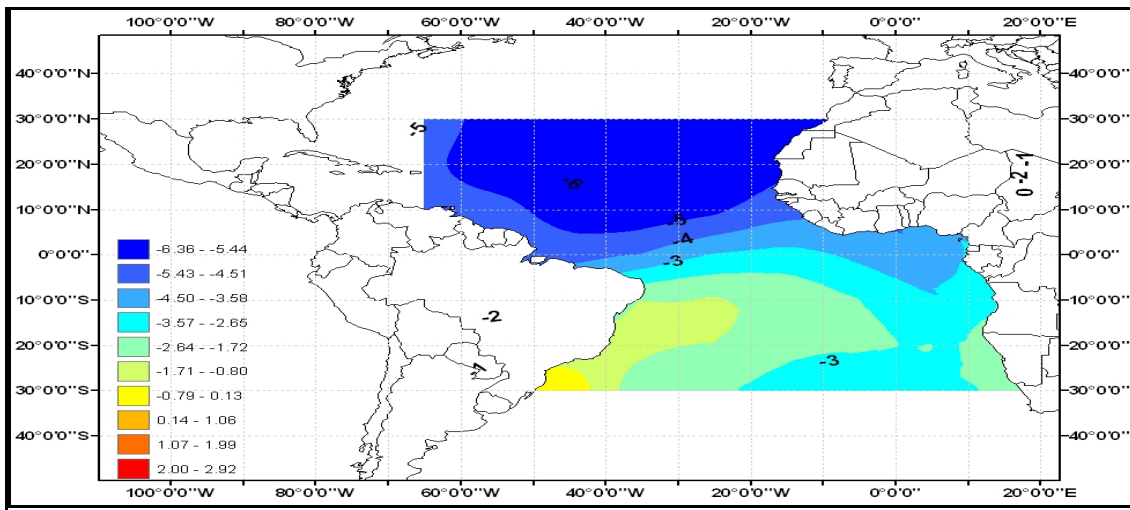 100°0'0"W 80°0'0"W 60°0'0"W 40°0'0"W 20°0'0"W 0°0'0" 20°0'0"E
40°0'0"N 40°0'0"N
30°0'0"N -5 30°0'0"N
20°0'0"N -6 0 -2 -1 20°0'0"N
10°0'0"N -5 10°0'0"N
-6.36 - -5.44 -4
0°0'0" -3 0°0'0"
-5.43 - -4.51
-4.50 - -3.58 10°0'0"S 10°0'0"S
-3.57 - -2.65 -2
-2.64 - -1.72 20°0'0"S 20°0'0"S
-1.71 - -0.80 -1 -3
-0.79 - 0.13 30°0'0"S 30°0'0"S
0.14 - 1.06
1.07 - 1.99 40°0'0"S 40°0'0"S
2.00 - 2.92
100°0'0"W 80°0'0"W 60°0'0"W 40°0'0"W 20°0'0"W 0°0'0" 20°0'0"E